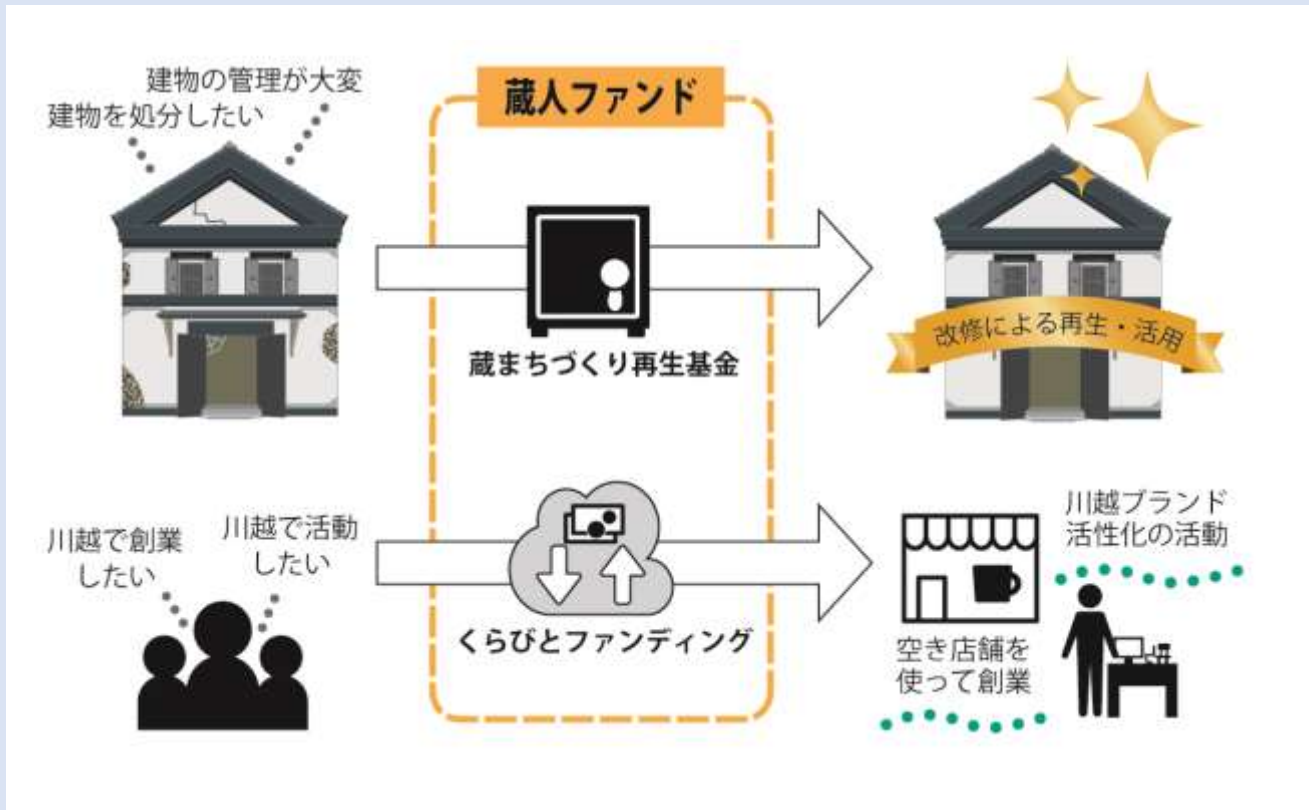 建物の管理が大変
建物を処分したい
蔵人ファンド
蔵まちづくり再生基金
改修による再生・活用
川越で創業
したい
川越で活動
したい
くらびとファンディング
川越ブランド
活性化の活動
空き店舗を
使って創業